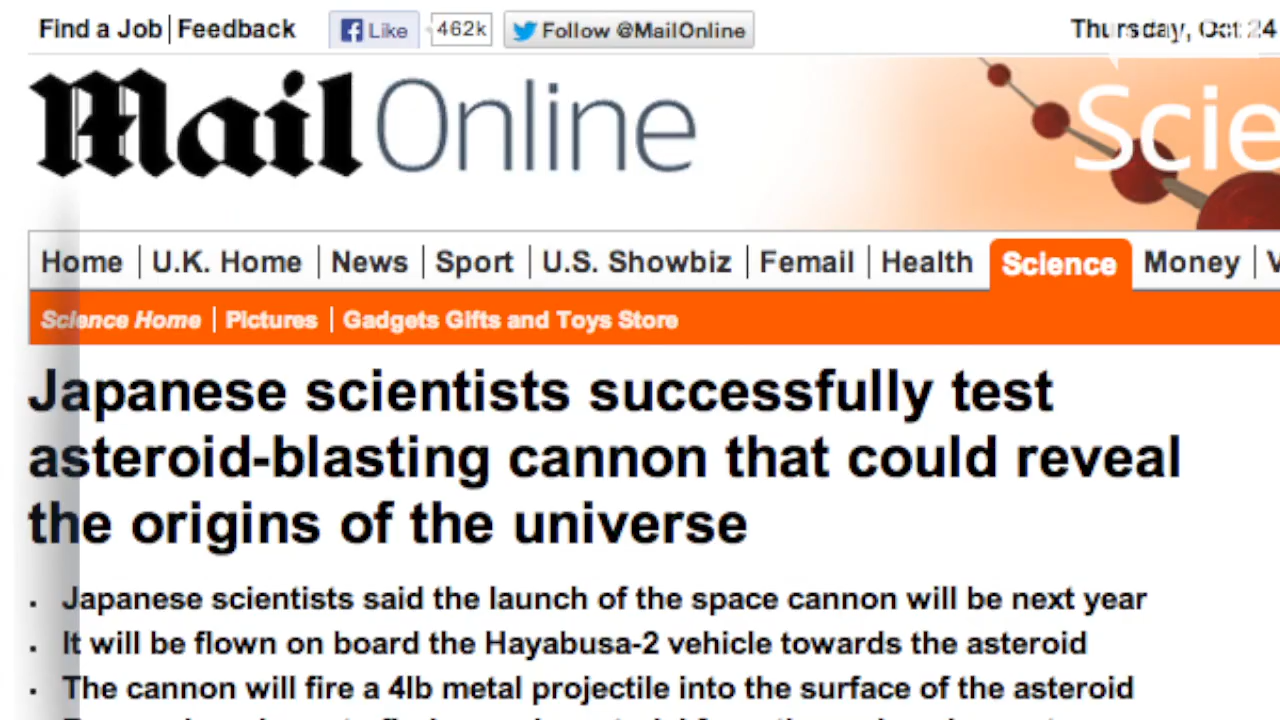 Find a Job | Feedback Like 462k Follow @MailOnline Thursday, Oct 24
Mail Online Scie
Home | U.K. Home | News | Sport | U.S. Showbiz | Femail | Health Science Money | V
Science Home | Pictures | Gadgets Gifts and Toys Store
Japanese scientists successfully test
asteroid-blasting cannon that could reveal
the origins of the universe
· Japanese scientists said the launch of the space cannon will be next year
· It will be flown on board the Hayabusa-2 vehicle towards the asteroid
· The cannon will fire a 4lb metal projectile into the surface of the asteroid